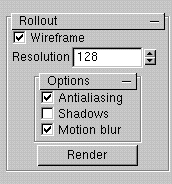 Rollout
Wireframe
Resolution 128
Options
Antialiasing
Shadows
Motion blur
Render